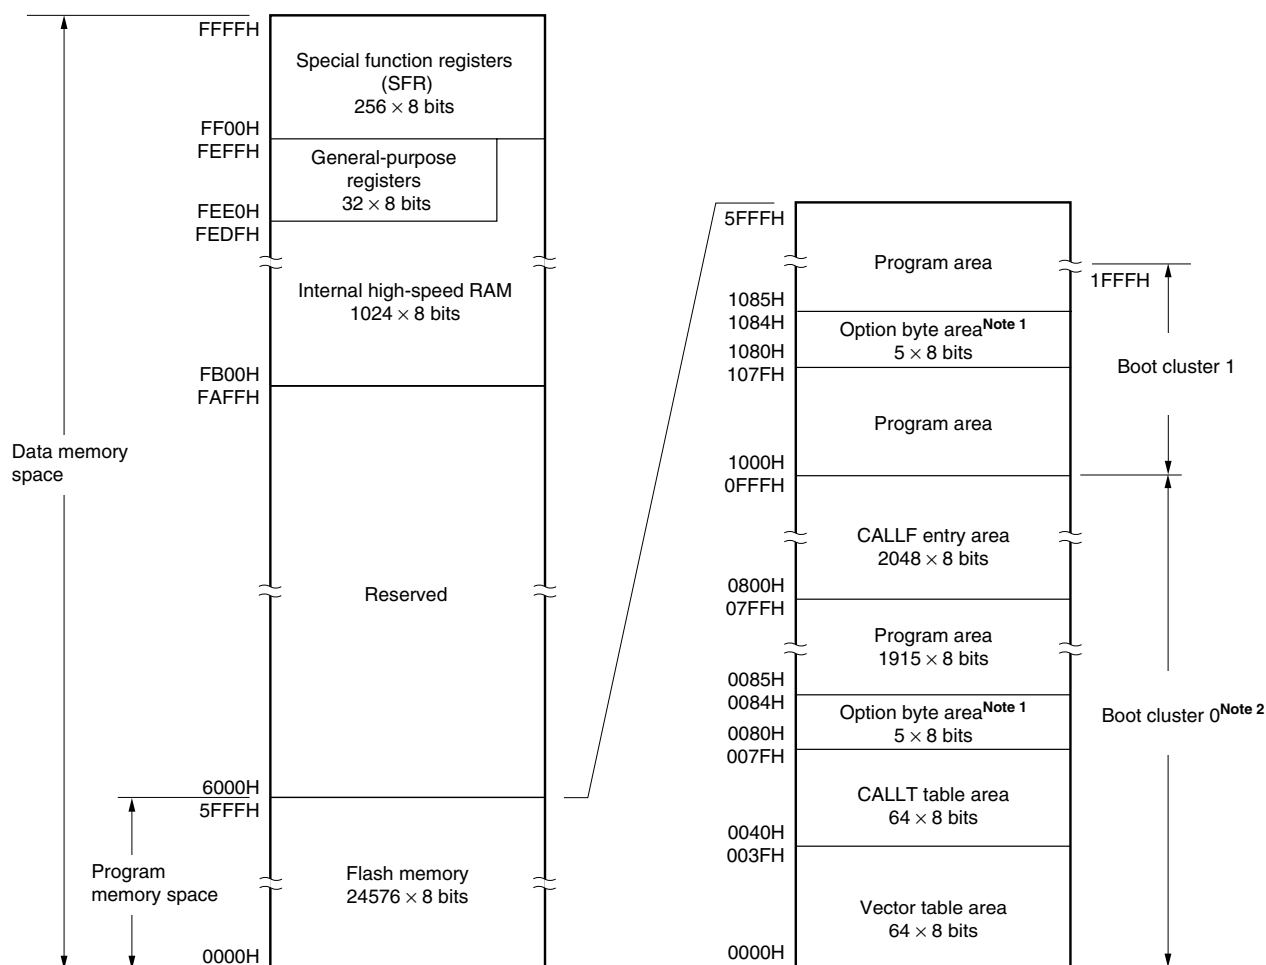 FFFFH
Special function registers
(SFR)
256 × 8 bits
FF00H
FEFFH
General-purpose
registers
32 × 8 bits
FEE0H
FEDFH
Internal high-speed RAM
1024 × 8 bits
FB00H
FAFFH
Data memory
space
Reserved
6000H
5FFFH
Program
memory space
Flash memory
24576 × 8 bits
0000H
5FFFH
Program area
1FFFH
1085H
1084H
Option byte areaNote 1
5 × 8 bits
1080H
107FH
Boot cluster 1
Program area
1000H
0FFFH
CALLF entry area
2048 × 8 bits
0800H
07FFH
Program area
1915 × 8 bits
0085H
0084H
Option byte areaNote 1
5 × 8 bits
Boot cluster 0Note 2
0080H
007FH
CALLT table area
64 × 8 bits
0040H
003FH
Vector table area
64 × 8 bits
0000H